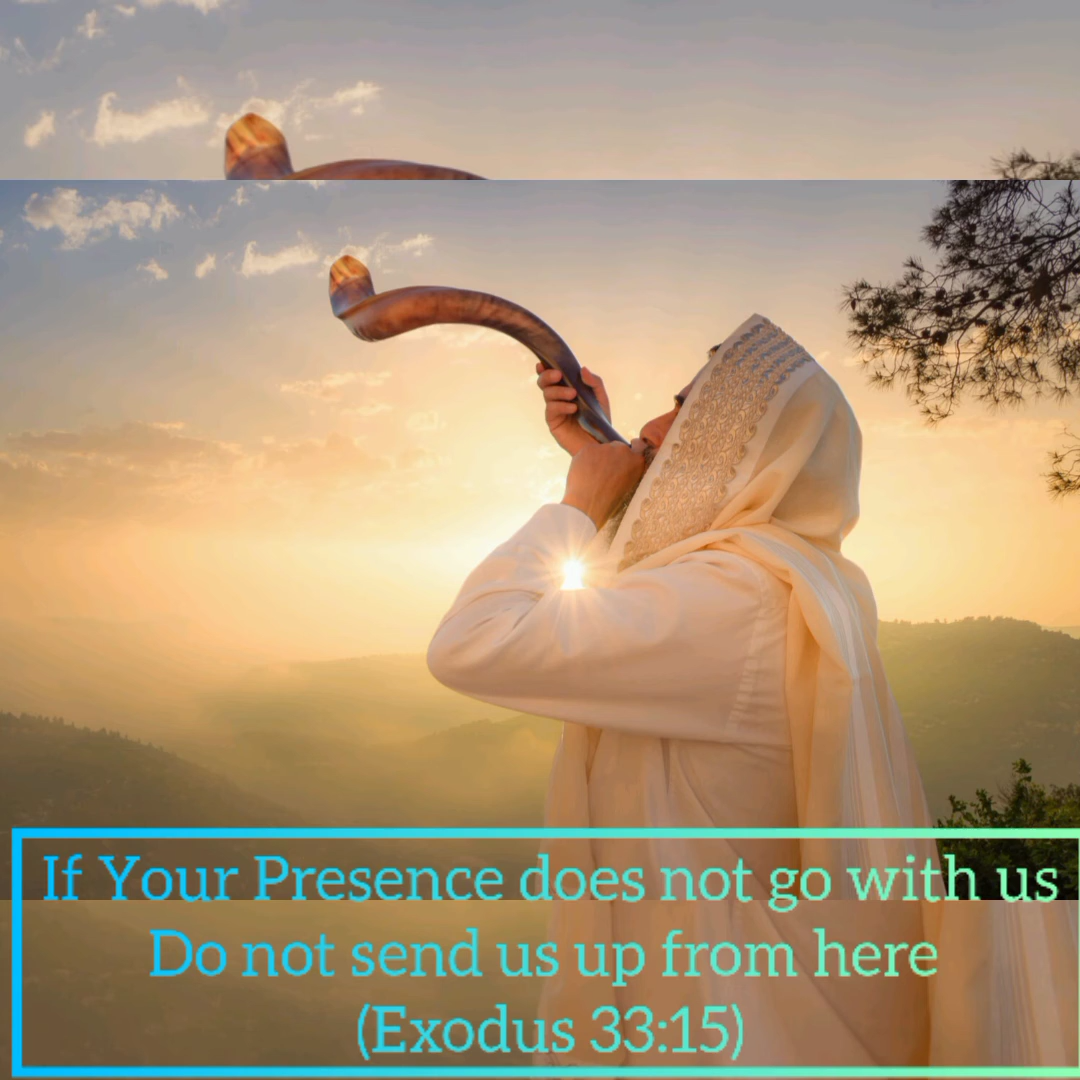 If Your Presence does not go with us
Do not send us up from here
(Exodus 33:15)